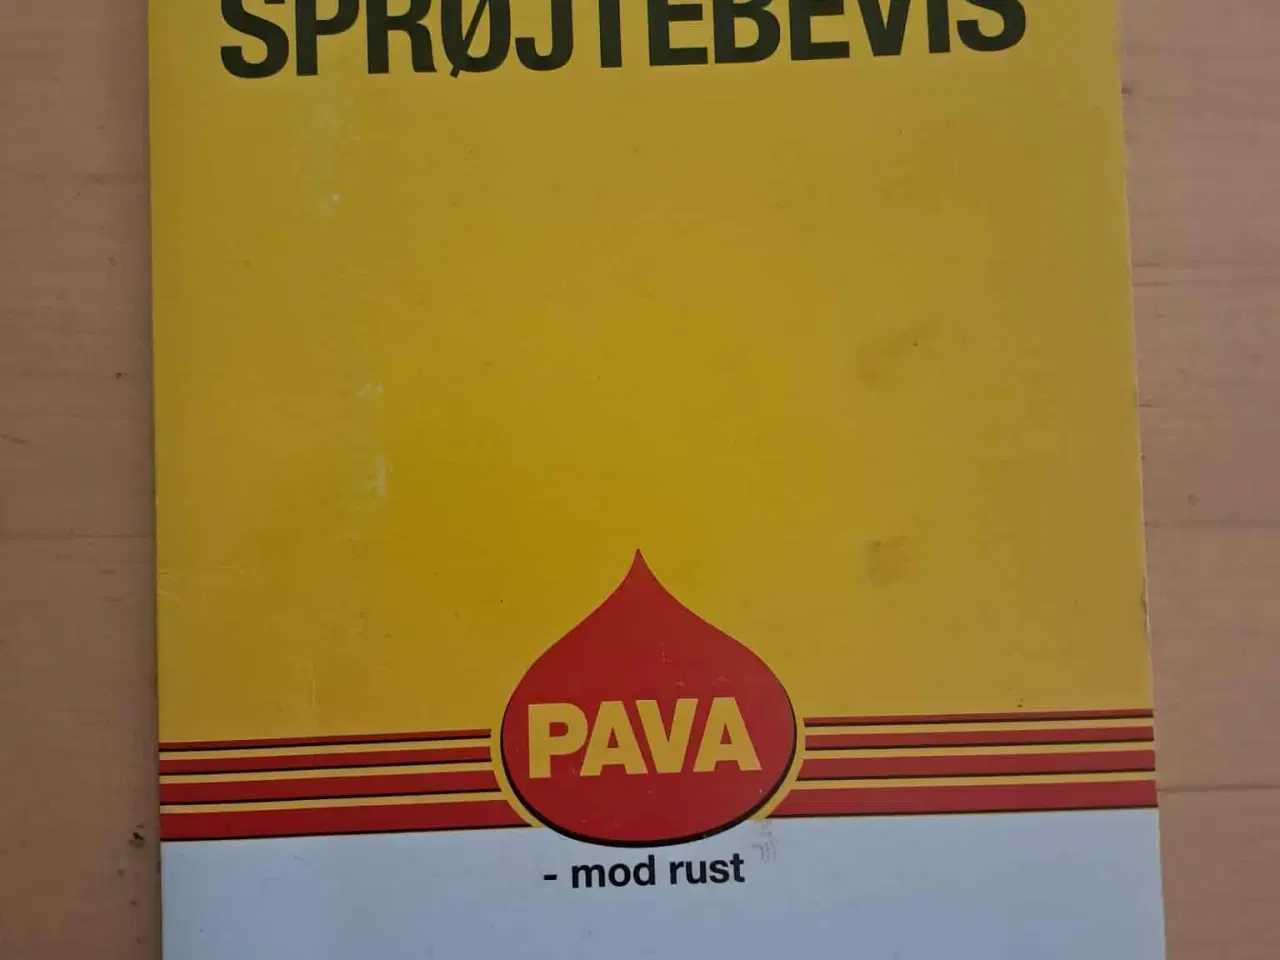 SPRØJTEBEVIS
PAVA
- mod rust